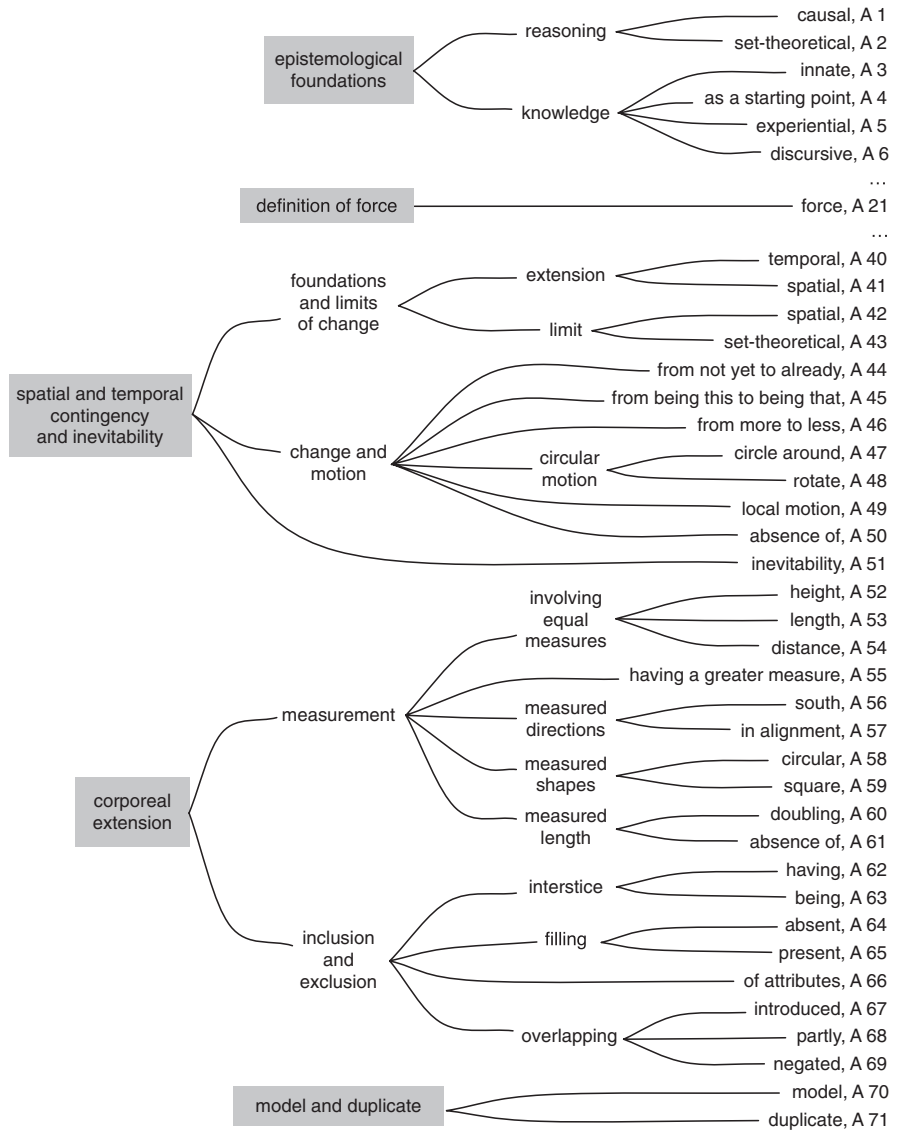 causal, A 1
reasoning
set-theoretical, A 2
epistemological
foundations
innate, A 3
as a starting point, A 4
knowledge
experiential, A 5
discursive, A 6
…
definition of force
force, A 21
…
temporal, A 40
foundations
and limits
of change
extension
spatial, A 41
spatial, A 42
limit
set-theoretical, A 43
from not yet to already, A 44
spatial and temporal
contingency
and inevitability
from being this to being that, A 45
from more to less, A 46
change and
motion
circular
motion
circle around, A 47
rotate, A 48
local motion, A 49
absence of, A 50
inevitability, A 51
involving
equal
measures
height, A 52
length, A 53
distance, A 54
having a greater measure, A 55
measurement
measured
directions
south, A 56
in alignment, A 57
measured
shapes
circular, A 58
square, A 59
corporeal
extension
measured
length
doubling, A 60
absence of, A 61
interstice
having, A 62
being, A 63
inclusion
and
exclusion
filling
absent, A 64
present, A 65
of attributes, A 66
introduced, A 67
overlapping
partly, A 68
negated, A 69
model and duplicate
model, A 70
duplicate, A 71